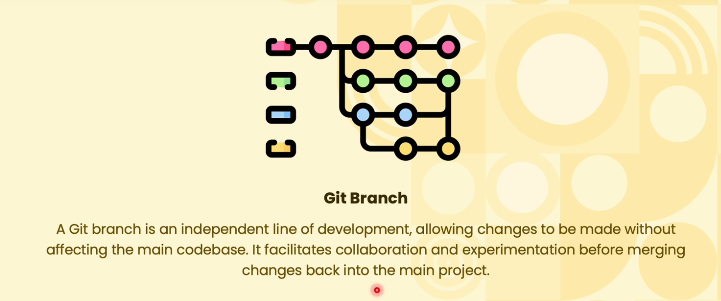 Git Branch
A Git branch is an independent line of development, allowing changes to be made without
affecting the main codebase. It facilitates collaboration and experimentation before merging
changes back into the main project.